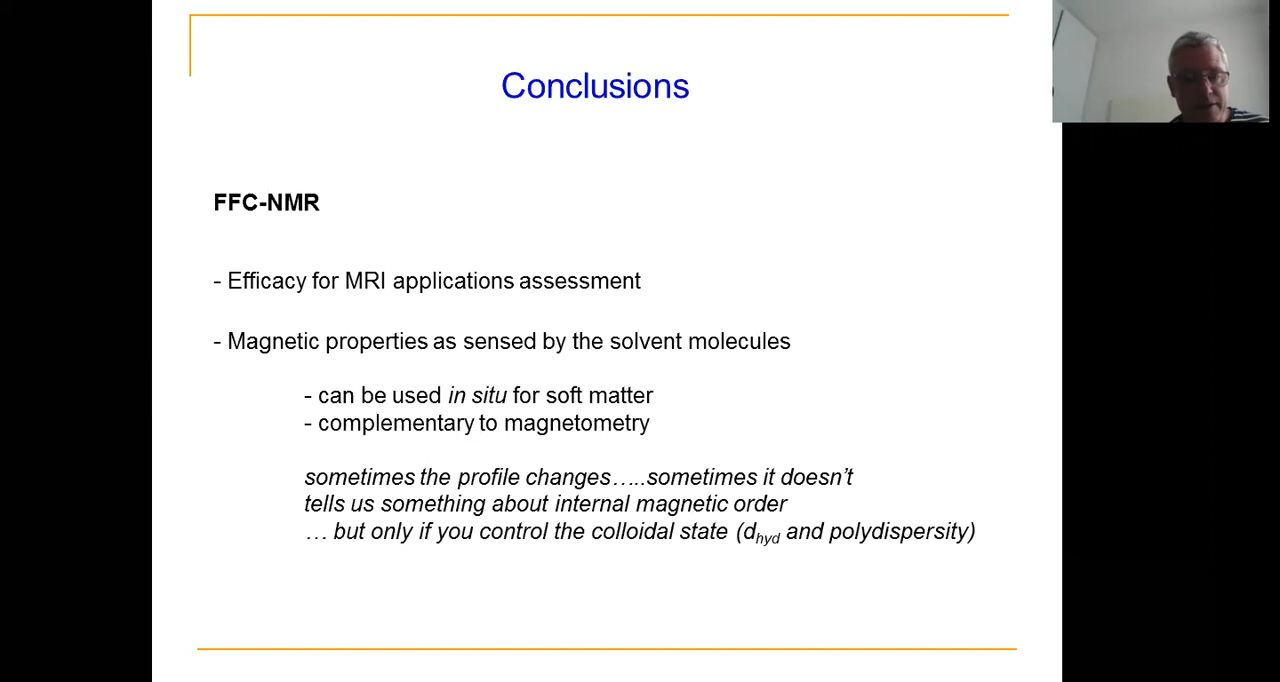 Conclusions
FFC-NMR
- Efficacy for MRI applications assessment
- Magnetic properties as sensed by the solvent molecules
- can be used in situ for soft matter
- complementary to magnetometry
sometimes the profile changes…..sometimes it doesn’t
tells us something about internal magnetic order
… but only if you control the colloidal state (dhyd and polydispersity)